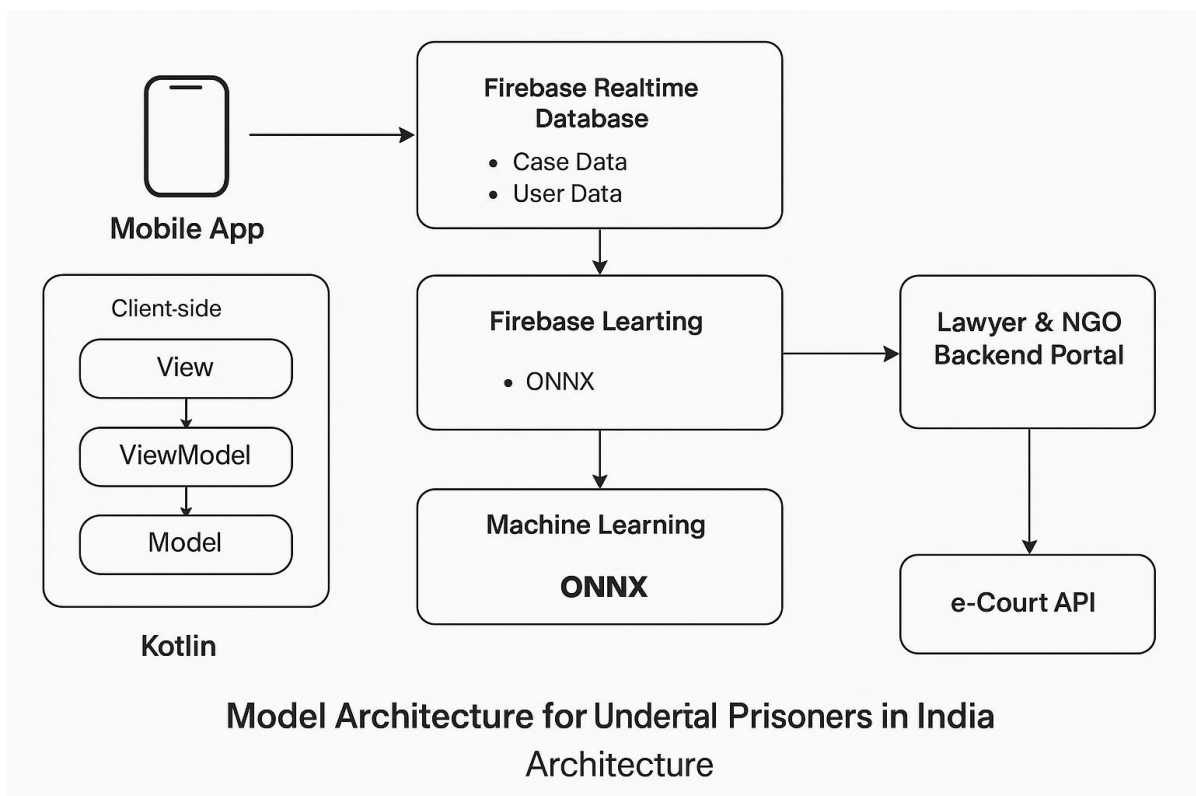 Mobile App
Client-side
View
ViewModel
Model
Kotlin
Firebase Realtime
Database
• Case Data
• User Data
Firebase Learting
• ONNX
Machine Learning
ONNX
Lawyer & NGO
Backend Portal
e-Court API
Model Architecture for Undertal Prisoners in India
Architecture